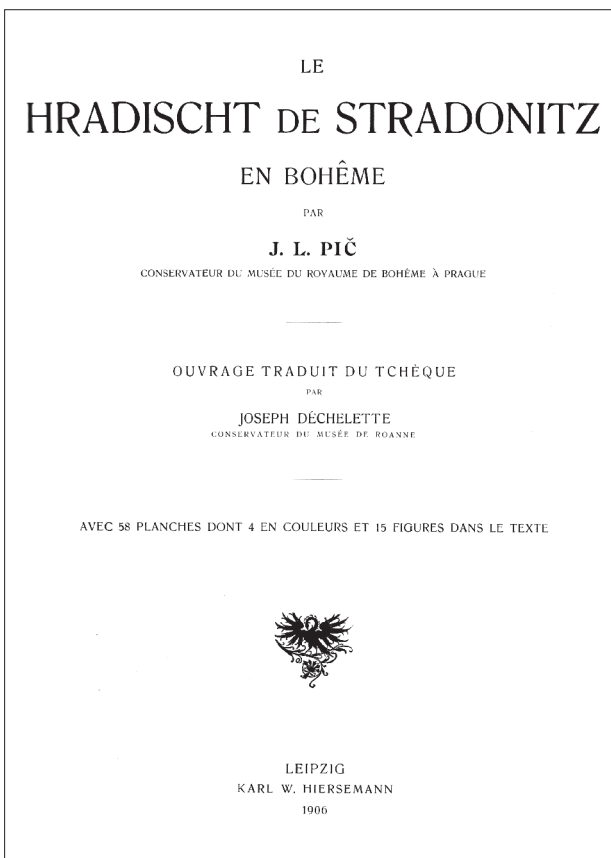 LE
HRADISCHT DE STRADONITZ
EN BOHÊME
PAR
J. L. PIČ
CONSERVATEUR DU MUSÉE DU ROYAUME DE BOHÊME À PRAGUE
OUVRAGE TRADUIT DU TCHÈQUE
PAR
JOSEPH DÉCHELETTE
CONSERVATEUR DU MUSÉE DE ROANNE
AVEC 58 PLANCHES DONT 4 EN COULEURS ET 15 FIGURES DANS LE TEXTE
LEIPZIG
KARL W. HIERSEMANN
1906